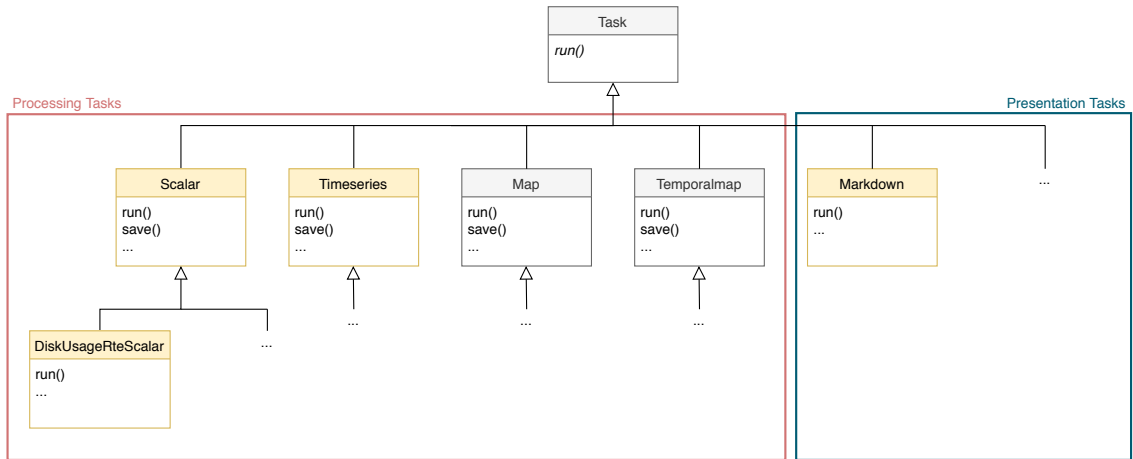 Task
run()
Processing Tasks
Presentation Tasks
Scalar
run()
save()
...
Timeseries
run()
save()
...
Map
run()
save()
...
Temporalmap
run()
save()
...
Markdown
run()
...
...
DiskUsageRteScalar
run()
...
...
...
...
...